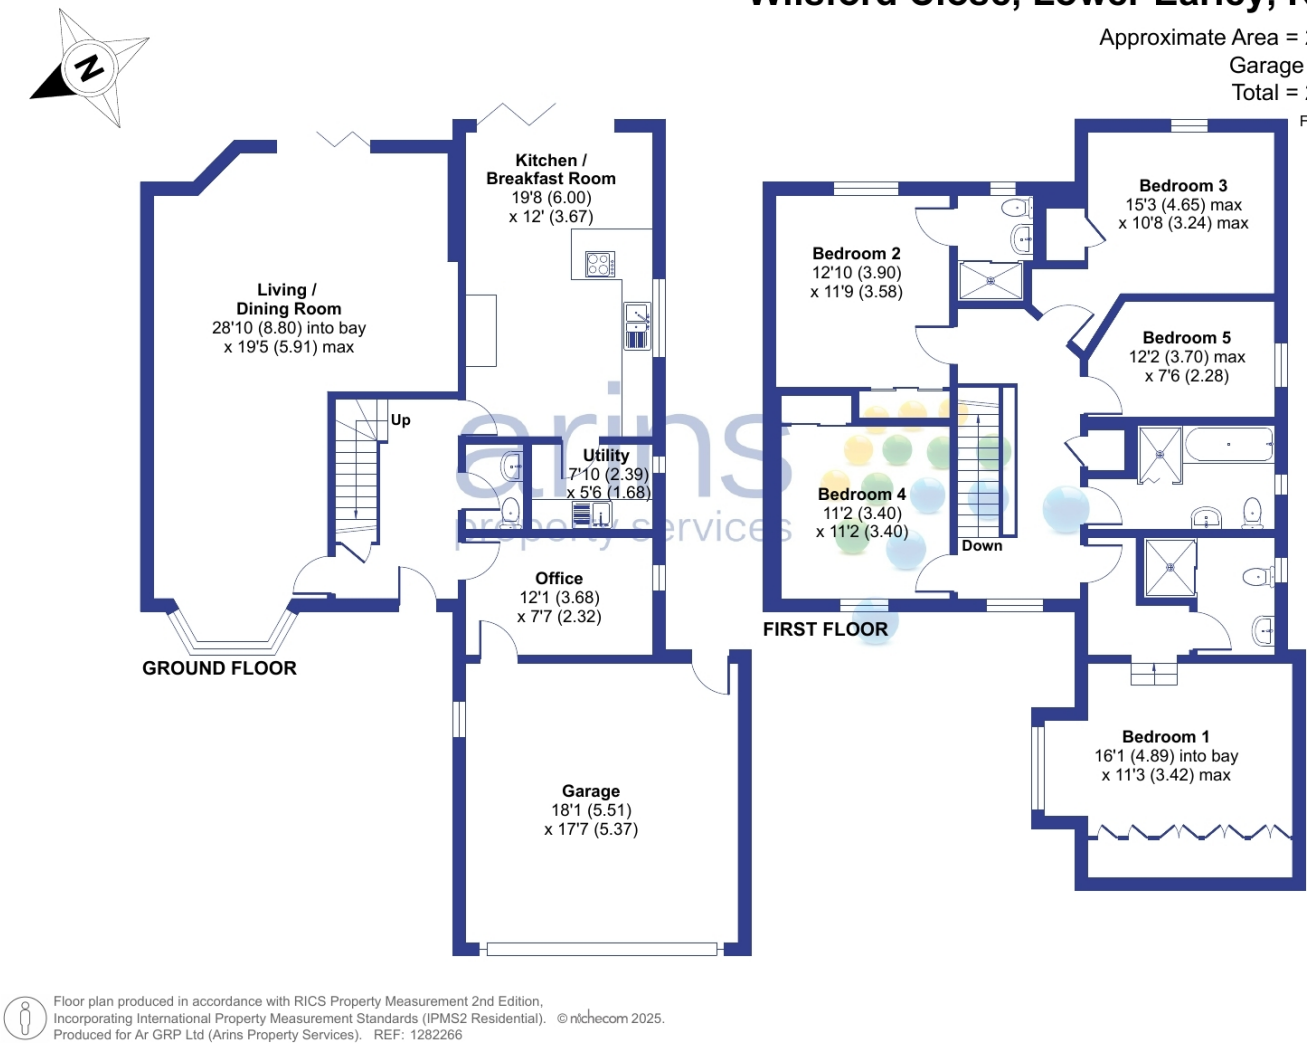 Approximate Area =
Garage
Total =
N
Kitchen /
Breakfast Room
19'8 (6.00)
x 12' (3.67)
Living /
Dining Room
28'10 (8.80) into bay
x 19'5 (5.91) max
Up
Utility
7'10 (2.39)
x 5'6 (1.68)
Office
12'1 (3.68)
x 7'7 (2.32)
GROUND FLOOR
Garage
18'1 (5.51)
x 17'7 (5.37)
Bedroom 3
15'3 (4.65) max
x 10'8 (3.24) max
Bedroom 2
12'10 (3.90)
x 11'9 (3.58)
Bedroom 5
12'2 (3.70) max
x 7'6 (2.28)
Bedroom 4
11'2 (3.40)
x 11'2 (3.40)
Down
FIRST FLOOR
Bedroom 1
16'1 (4.89) into bay
x 11'3 (3.42) max
arins
property services
Floor plan produced in accordance with RICS Property Measurement 2nd Edition,
Incorporating International Property Measurement Standards (IPMS2 Residential). © nichecom 2025.
Produced for Ar GRP Ltd (Arins Property Services). REF: 1282266